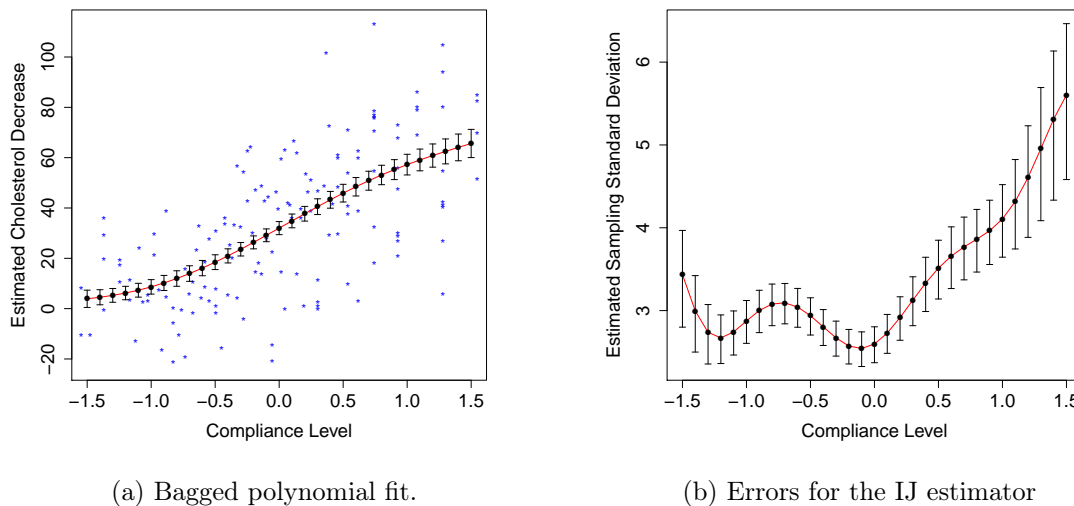 Estimated Cholesterol Decrease
100
80
60
40
20
0
−20
−1.5 −1.0 −0.5 0.0 0.5 1.0 1.5
Compliance Level
(a) Bagged polynomial fit.
Estimated Sampling Standard Deviation
6
5
4
3
−1.5 −1.0 −0.5 0.0 0.5 1.0 1.5
Compliance Level
(b) Errors for the IJ estimator